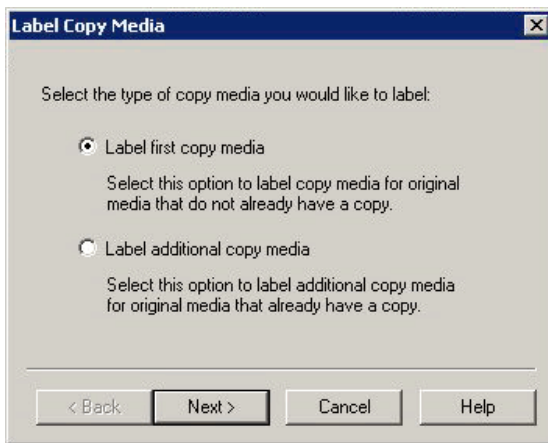 Label Copy Media
Select the type of copy media you would like to label:
Label first copy media
Select this option to label copy media for original
media that do not already have a copy.
Label additional copy media
Select this option to label additional copy media
for original media that already have a copy.
< Back
Next >
Cancel
Help